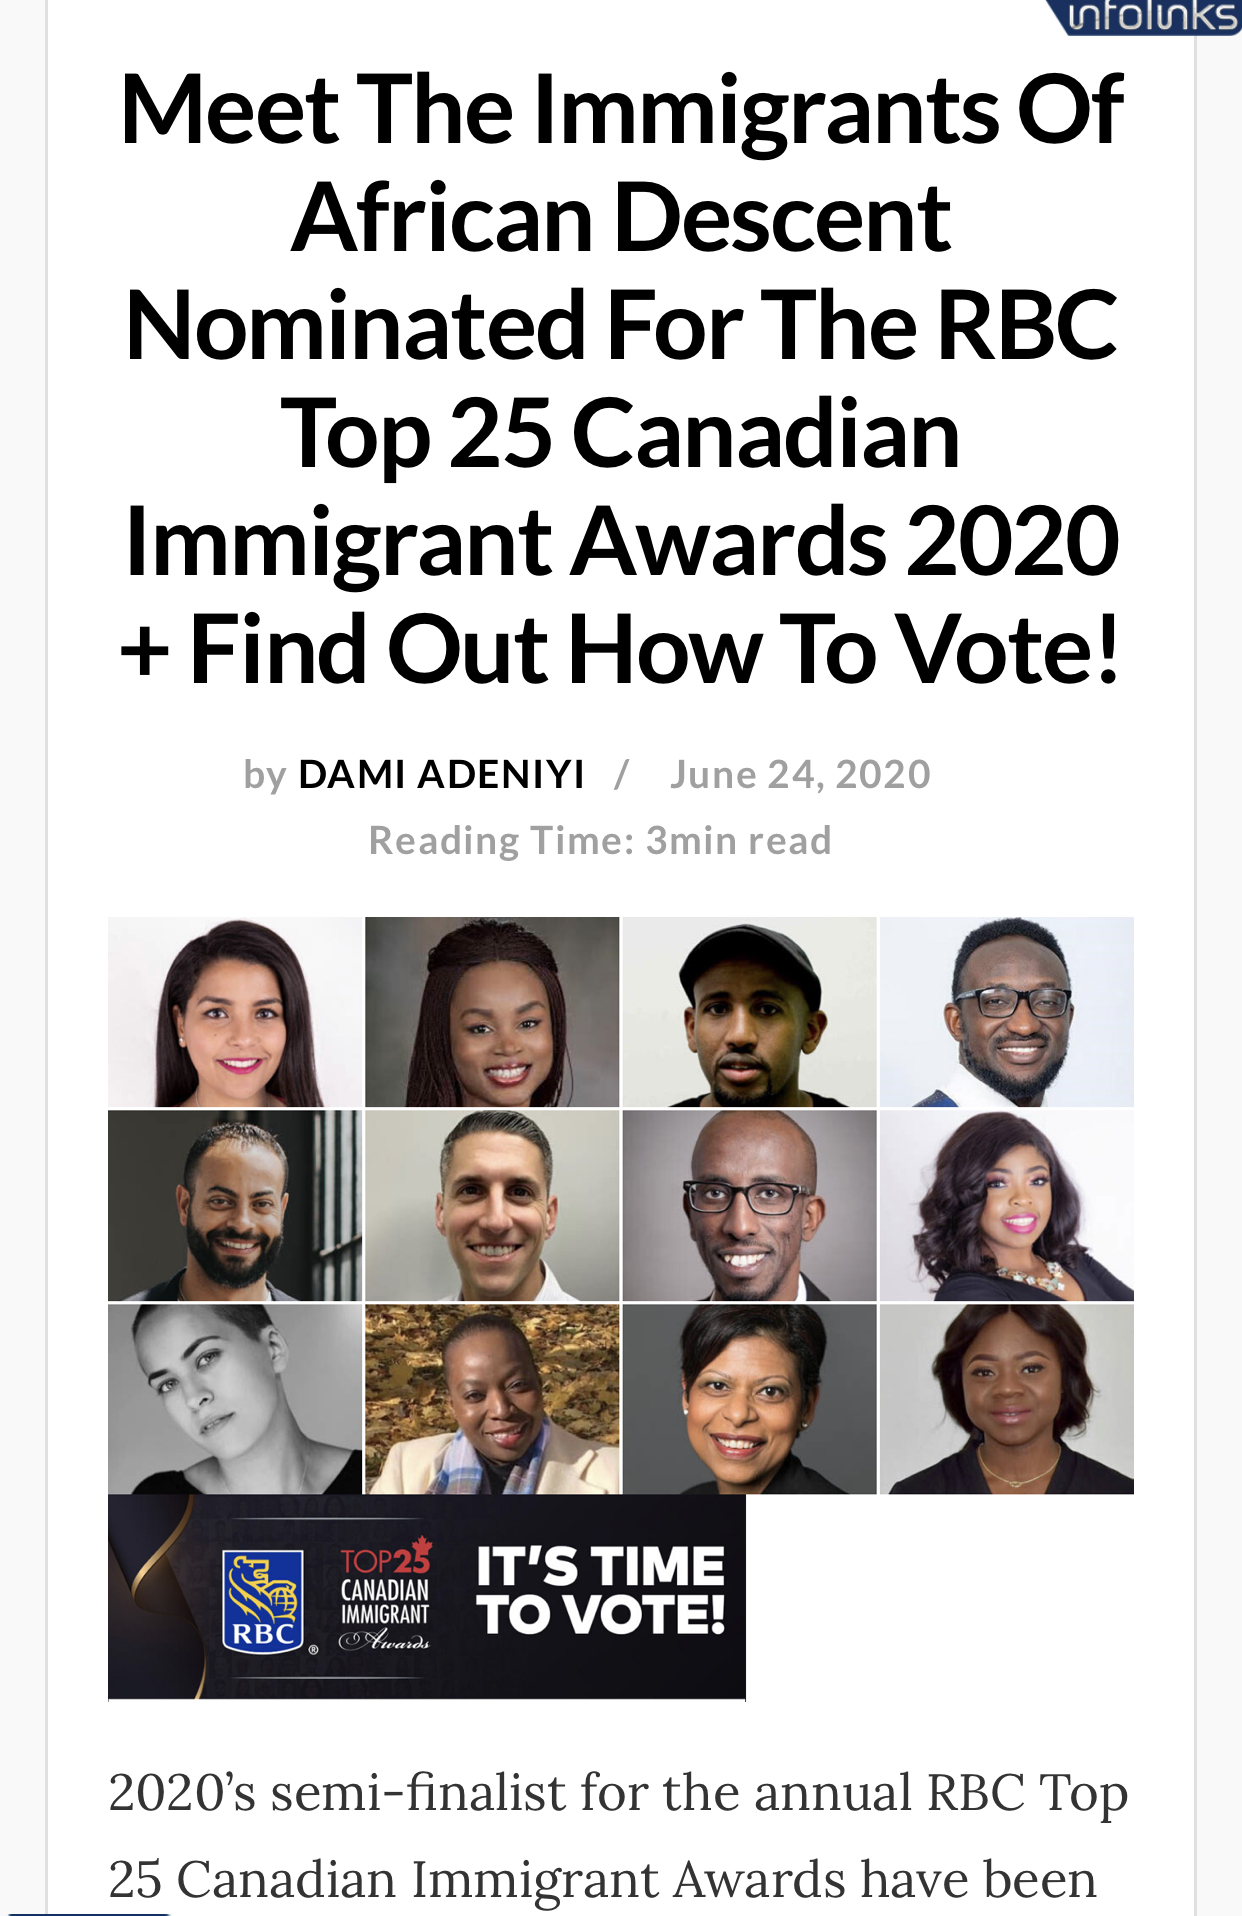 infolinks
Meet The Immigrants Of
African Descent
Nominated For The RBC
Top 25 Canadian
Immigrant Awards 2020
+ Find Out How To Vote!
by DAMI ADENIYI / June 24, 2020
Reading Time: 3min read
RBC ®
TOP25
CANADIAN
IMMIGRANT
Awards
IT’S TIME
TO VOTE!
2020’s semi-finalist for the annual RBC Top
25 Canadian Immigrant Awards have been